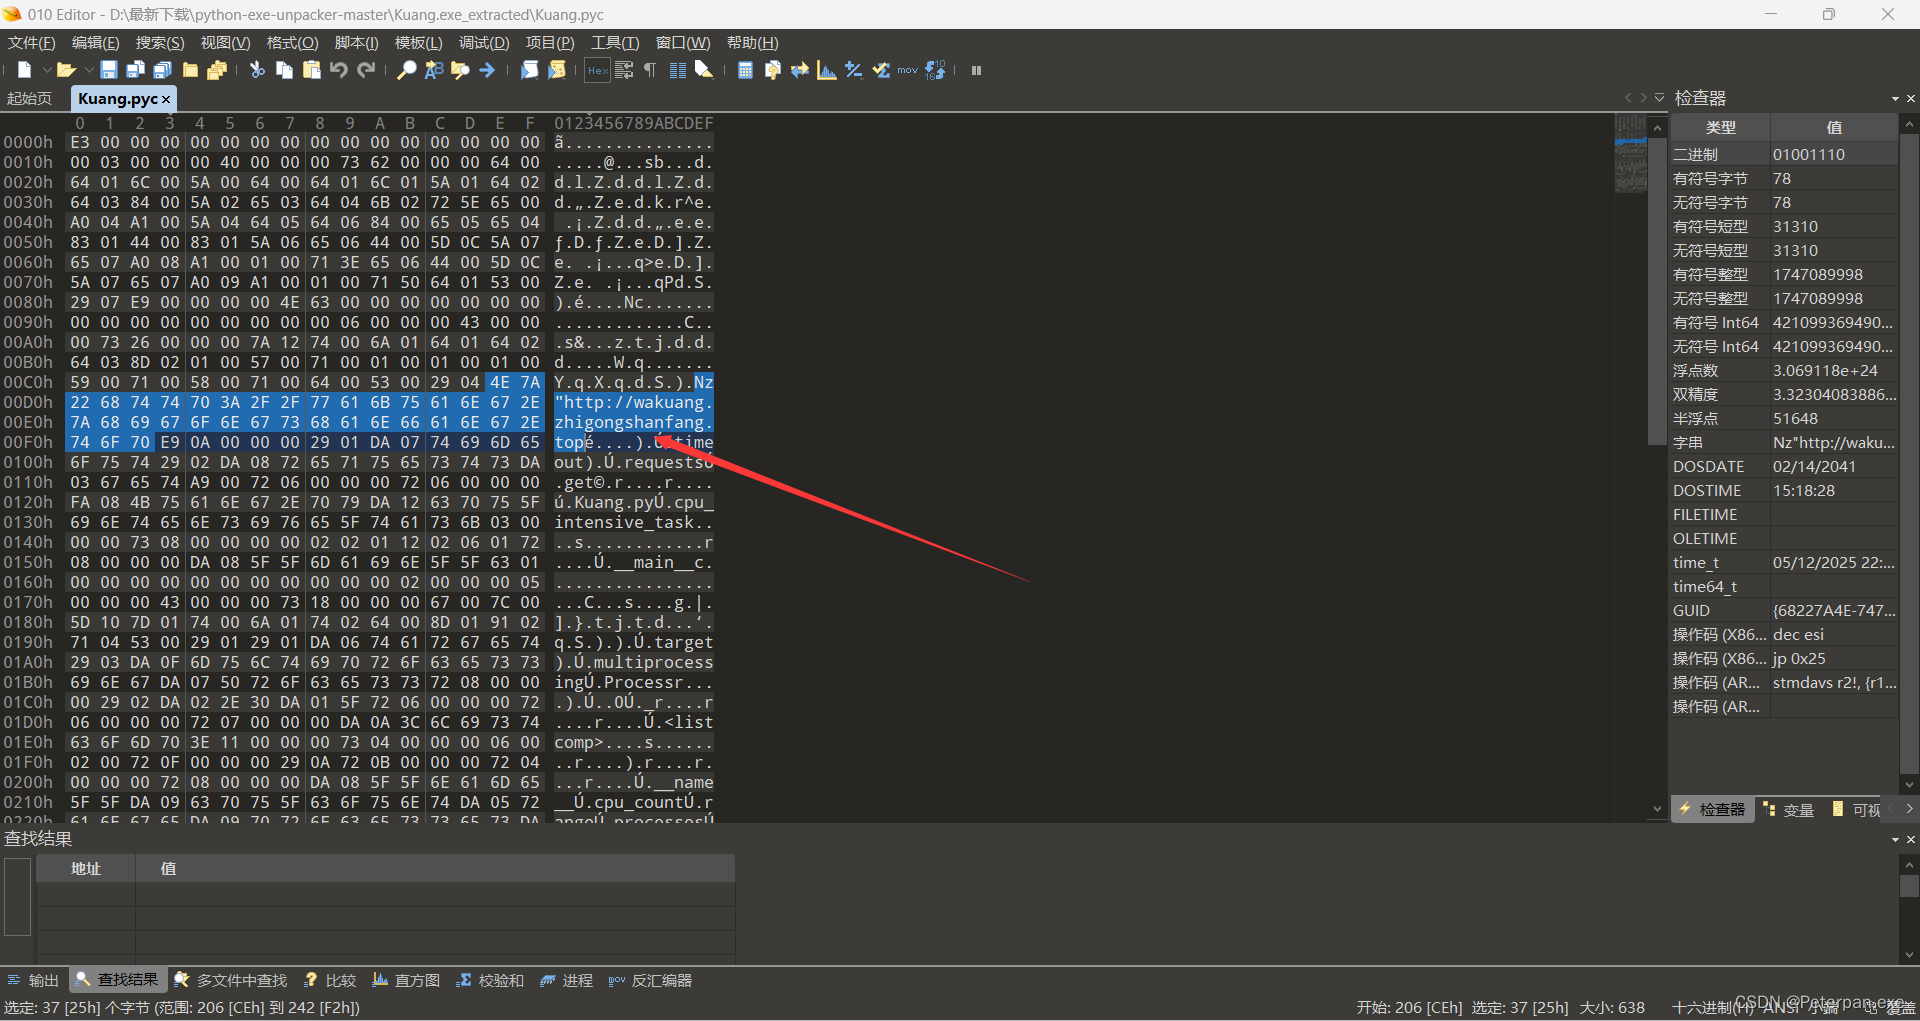 010 Editor - D:\最新下载\python-exe-unpacker-master\Kuang.exe_extracted\Kuang.pyc
文件(F) 编辑(E) 搜索(S) 视图(V) 格式(O) 脚本(I) 模板(L) 调试(D) 项目(P) 工具(T) 窗口(W) 帮助(H)
起始页 Kuang.pyc
0 1 2 3 4 5 6 7 8 9 A B C D E F 0123456789ABCDEF
0000h E3 00 00 00 00 00 00 00 00 00 00 00 00 00 00 00 ã...............
0010h 00 03 00 00 00 40 00 00 00 73 62 00 00 00 64 00 .....@...sb...d.
0020h 64 01 6C 00 5A 00 64 00 64 01 6C 01 5A 01 64 02 d.l.Z.d.d.l.Z.d.
0030h 64 03 84 00 5A 02 65 03 64 04 6B 02 72 5E 65 00 d.„.Z.e.d.k.r^e.
0040h A0 04 A1 00 5A 04 64 05 64 06 84 00 65 05 65 04  .¡.Z.d.d.„.e.e.
0050h 83 01 44 00 83 01 5A 06 65 06 44 00 5D 0C 5A 07 ƒ.D.ƒ.Z.e.D.].Z.
0060h 65 07 A0 08 A1 00 01 00 71 3E 65 06 44 00 5D 0C e. .¡...q>e.D.].
0070h 5A 07 65 07 A0 09 A1 00 01 00 71 50 64 01 53 00 Z.e. .¡...qPd.S.
0080h 29 07 E9 00 00 00 00 4E 63 00 00 00 00 00 00 00 ).é....Nc.......
0090h 00 00 00 00 00 00 00 00 06 00 00 00 43 00 00 ............C..
00A0h 00 73 26 00 00 00 7A 12 74 00 6A 01 64 01 64 02 .s&...z.t.j.d.d.
00B0h 64 03 8D 02 01 00 57 00 71 00 01 00 01 00 01 00 d.....W.q.......
00C0h 59 00 71 00 58 00 71 00 64 00 53 00 29 04 4E 7A Y.q.X.q.d.S.).Nz
00D0h 22 68 74 74 70 3A 2F 2F 77 61 6B 75 61 6E 67 2E "http://wakuang.
00E0h 7A 68 69 67 6F 6E 67 73 68 61 6E 66 61 6E 67 2E zhigongshanfang.
00F0h 74 6F 70 E9 0A 00 00 00 29 01 DA 07 74 69 6D 65 topé....).Ú.time
0100h 6F 75 74 29 02 DA 08 72 65 71 75 65 73 74 73 DA out).Ú.requestsÚ
0110h 03 67 65 74 A9 00 72 06 00 00 00 72 06 00 00 00 .get©.r....r....
0120h FA 08 4B 75 61 6E 67 2E 70 79 DA 12 63 70 75 5F ú.Kuang.pyÚ.cpu_
0130h 69 6E 74 65 6E 73 69 76 65 5F 74 61 73 6B 03 00 intensive_task..
0140h 00 00 73 08 00 00 00 00 02 02 01 12 02 06 01 72 ..s............r
0150h 08 00 00 00 DA 08 5F 5F 6D 61 69 6E 5F 5F 63 01 ....Ú.__main__c.
0160h 00 00 00 00 00 00 00 00 00 00 00 02 00 00 00 05 ................
0170h 00 00 00 43 00 00 00 73 18 00 00 00 67 00 7C 00 ...C...s....g.|.
0180h 5D 10 7D 01 74 00 6A 01 74 02 64 00 8D 01 91 02 ].}.t.j.t.d...‘.
0190h 71 04 53 00 29 01 29 01 DA 06 74 61 72 67 65 74 q.S.).).Ú.target
01A0h 29 03 DA 0F 6D 75 6C 74 69 70 72 6F 63 65 73 73 ).Ú.multiprocess
01B0h 69 6E 67 DA 07 50 72 6F 63 65 73 73 72 08 00 00 ingÚ.Processr...
01C0h 00 29 02 DA 02 2E 30 DA 01 5F 72 06 00 00 00 72 .).Ú..0Ú._r....r
01D0h 06 00 00 00 72 07 00 00 00 DA 0A 3C 6C 69 73 74 ....r....Ú.<list
01E0h 63 6F 6D 70 3E 11 00 00 00 73 04 00 00 00 06 00 comp>....s......
01F0h 02 00 72 0F 00 00 00 29 0A 72 0B 00 00 00 72 04 ..r....).r....r.
0200h 00 00 00 72 08 00 00 00 DA 08 5F 5F 6E 61 6D 65 ...r....Ú.__name
0210h 5F 5F DA 09 63 70 75 5F 63 6F 75 6E 74 DA 05 72 __Ú.cpu_countÚ.r
0220h 61 6E 67 65 DA 09 70 72 6F 63 65 73 73 65 73 DA angeÚ.processesÚ
检查器
类型 值
二进制 01001110
有符号字节 78
无符号字节 78
有符号短型 31310
无符号短型 31310
有符号整型 1747089998
无符号整型 1747089998
有符号 Int64 421099369490...
无符号 Int64 421099369490...
浮点数 3.069118e+24
双精度 3.32304083886...
半浮点 51648
字串 Nz"http://waku...
DOSDATE 02/14/2041
DOSTIME 15:18:28
FILETIME
OLETIME
time_t 05/12/2025 22:...
time64_t
GUID {68227A4E-747...
操作码 (X86... dec esi
操作码 (X86... jp 0x25
操作码 (AR... stmdavs r2!, {r1...
操作码 (AR...
检查器 变量 可视
查找结果
地址 值
输出 查找结果 多文件中查找 比较 直方图 校验和 进程 反汇编器
选定: 37 [25h] 个字节 (范围: 206 [CEh] 到 242 [F2h])
开始: 206 [CEh] 选定: 37 [25h] 大小: 638 十六进制(H) ANSI 小端 覆盖
CSDN @Peterpan.exe